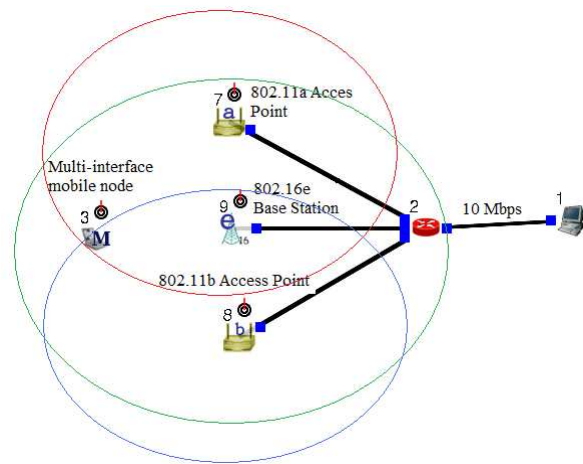 7
802.11a Acces
Point
a
Multi-interface
mobile node
3
M
9
802.16e
Base Station
e
16
2
10 Mbps
1
802.11b Access Point
8
b